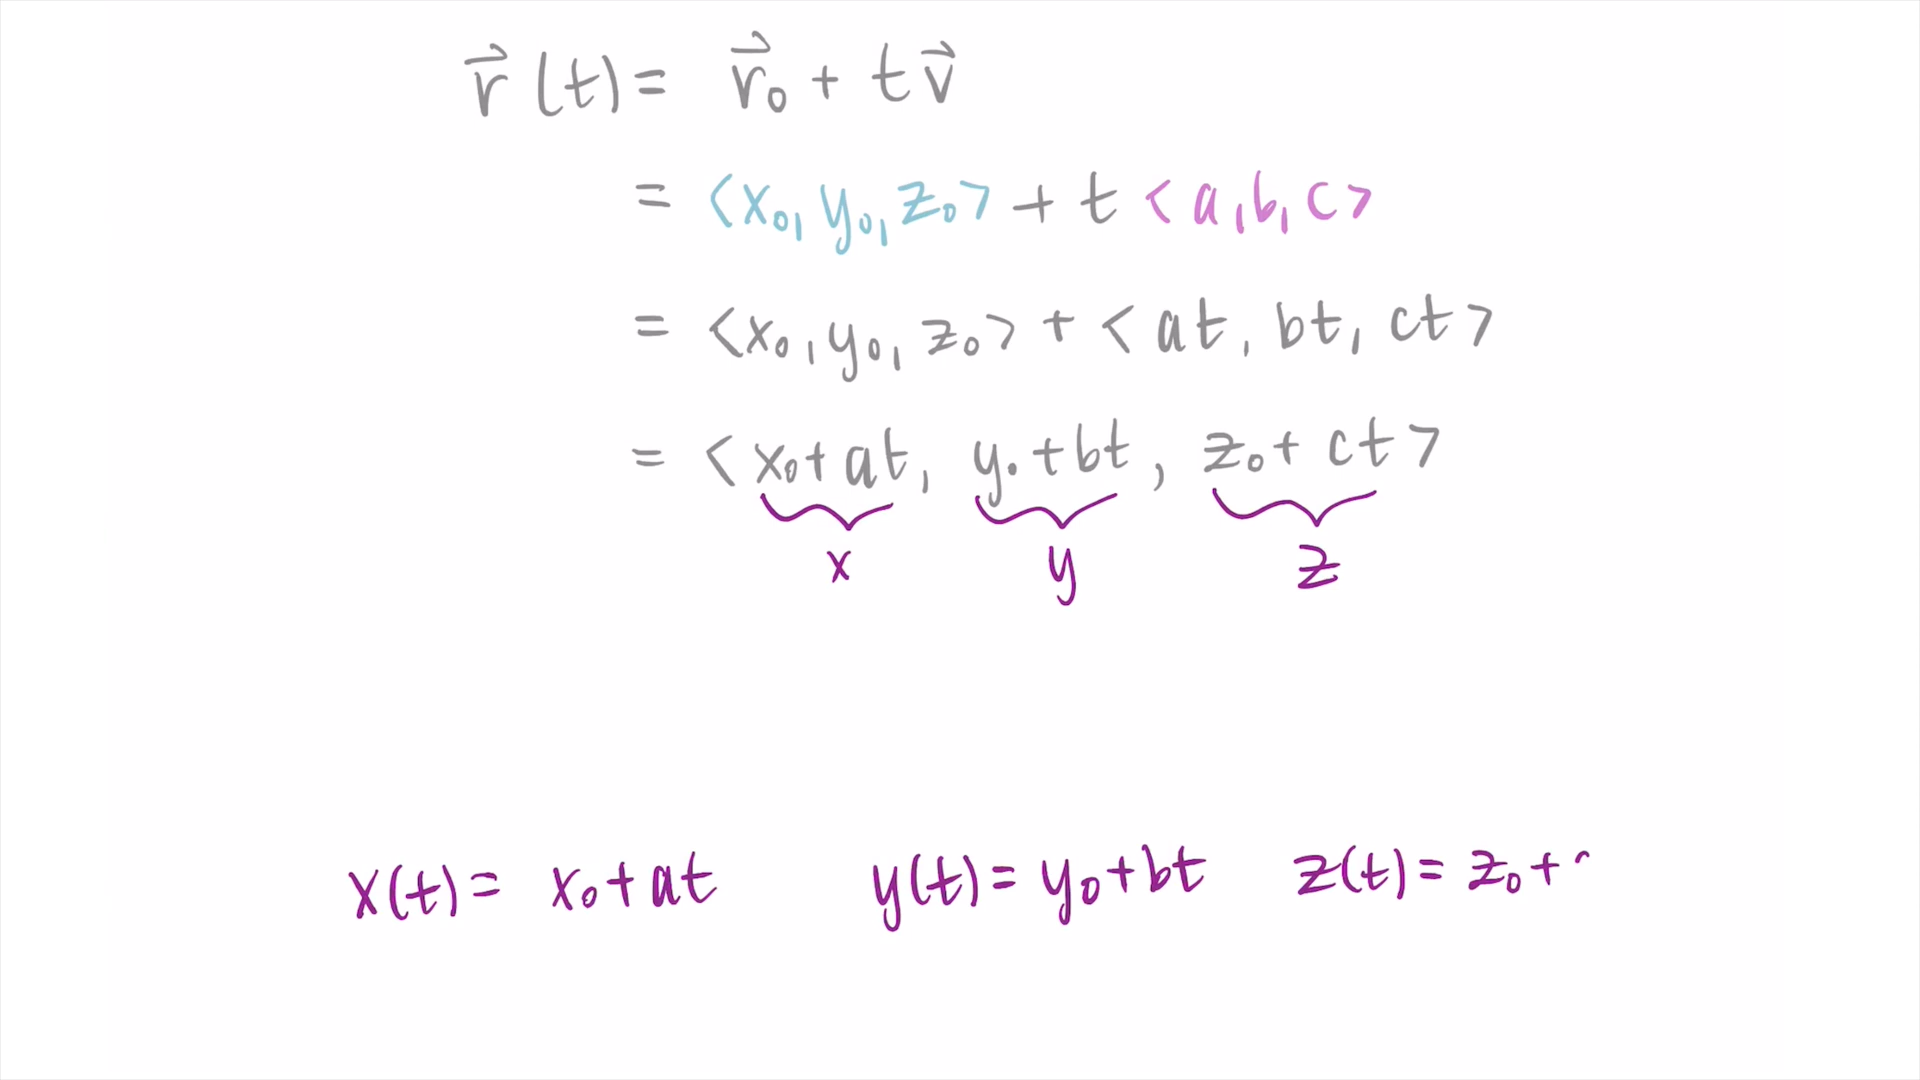 r⃗(t) = r⃗₀ + t v⃗
= <x₀, y₀, z₀> + t <a, b, c>
= <x₀, y₀, z₀> + <at, bt, ct>
= <x₀ + at, y₀ + bt, z₀ + ct>
x y z
x(t) = x₀ + at y(t) = y₀ + bt z(t) = z₀ +